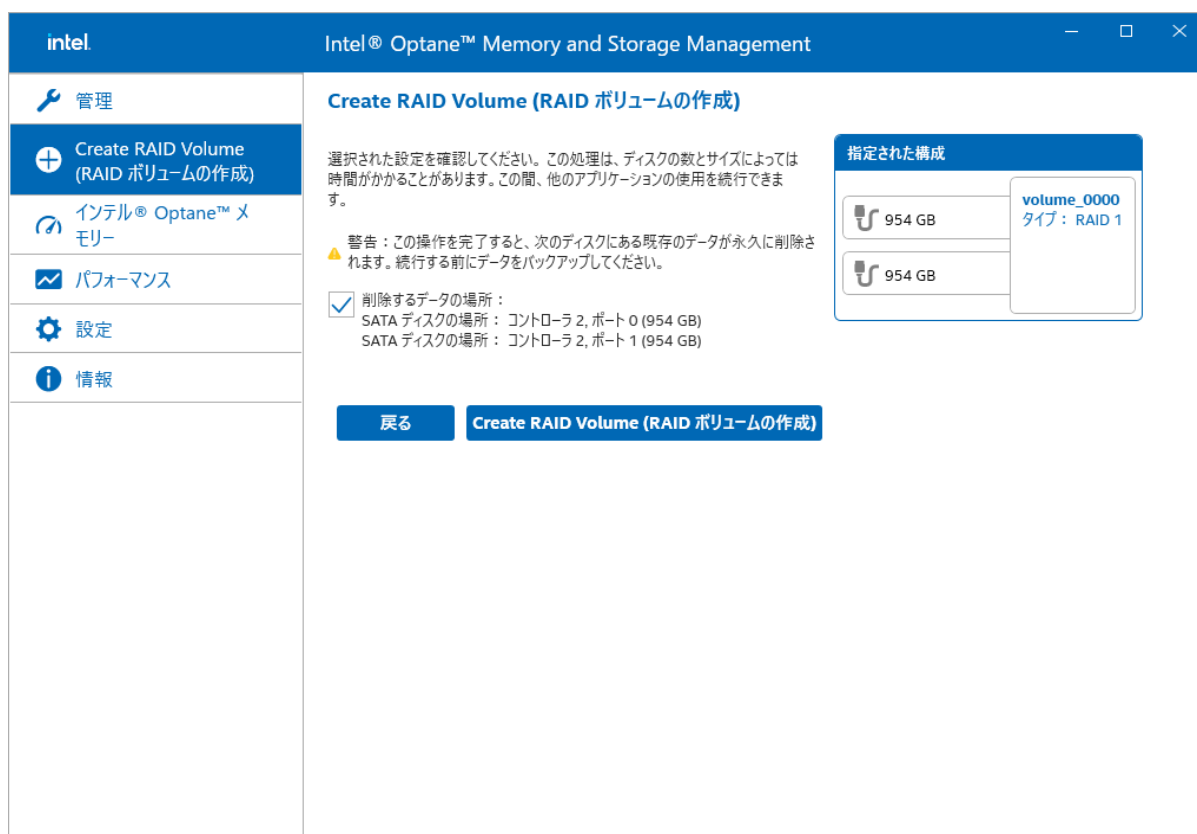 intel.
Intel® Optane™ Memory and Storage Management
管理
Create RAID Volume
(RAID ボリュームの作成)
インテル® Optane™ メ
モリー
パフォーマンス
設定
情報
Create RAID Volume (RAID ボリュームの作成)
選択された設定を確認してください。この処理は、ディスクの数とサイズによっては
時間がかかることがあります。この間、他のアプリケーションの使用を続行できま
す。
警告：この操作を完了すると、次のディスクにある既存のデータが永久に削除さ
れます。続行する前にデータをバックアップしてください。
削除するデータの場所：
SATA ディスクの場所： コントローラ 2, ポート 0 (954 GB)
SATA ディスクの場所： コントローラ 2, ポート 1 (954 GB)
戻る
Create RAID Volume (RAID ボリュームの作成)
指定された構成
954 GB
954 GB
volume_0000
タイプ： RAID 1